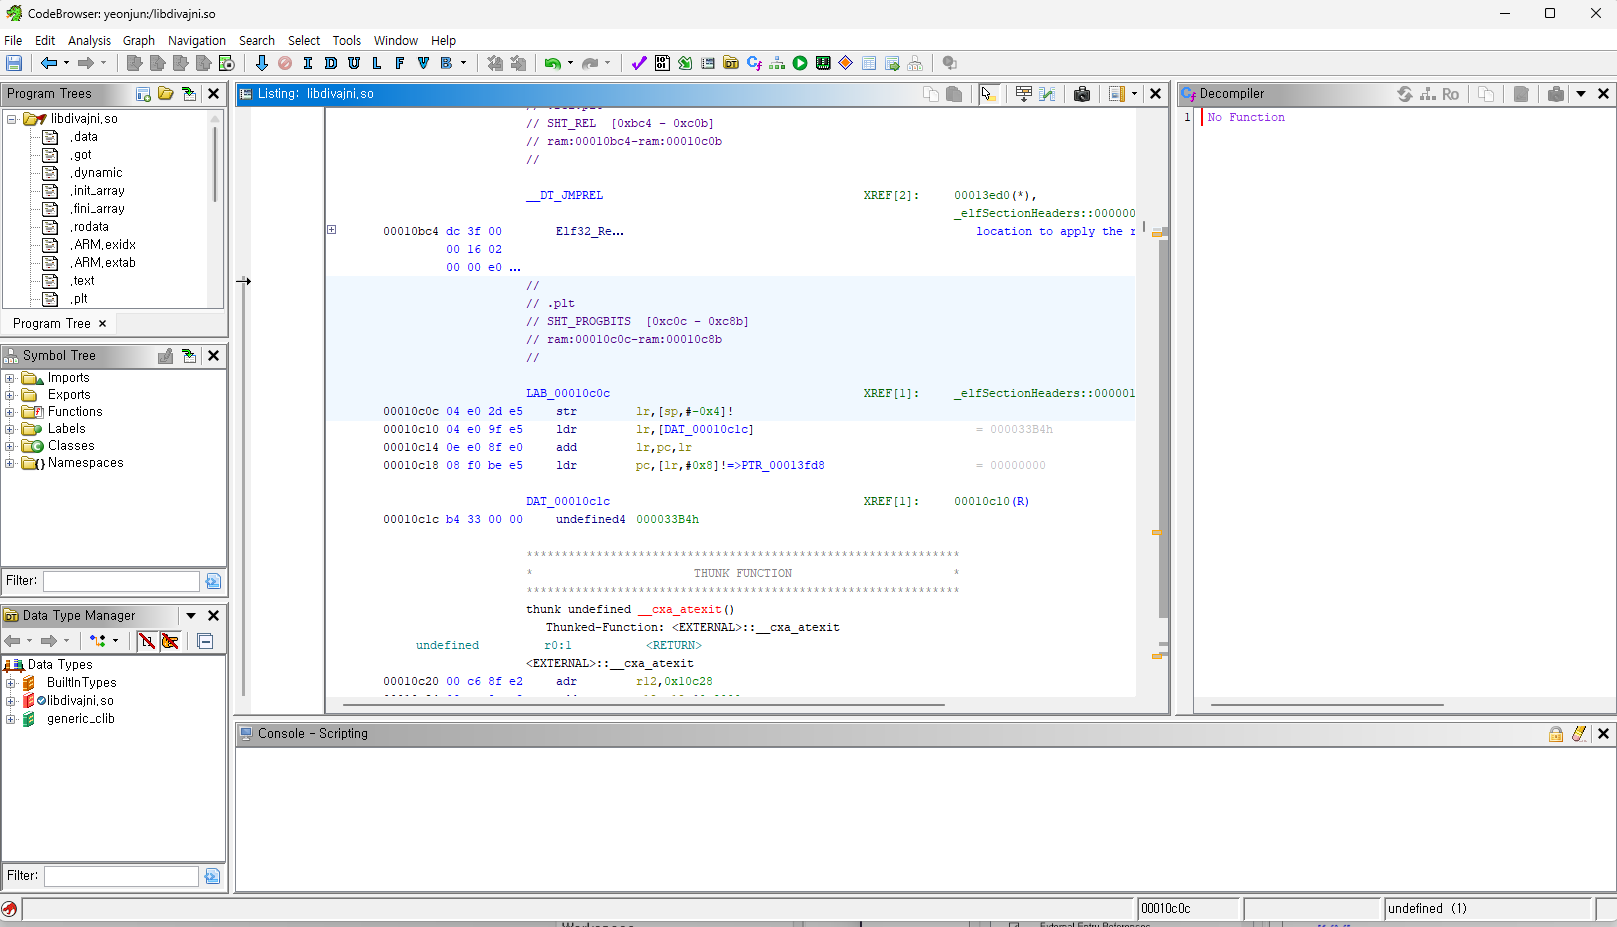 CodeBrowser: yeonjun:/libdivajni.so
File Edit Analysis Graph Navigation Search Select Tools Window Help
I D U L F V B
Program Trees
libdivajni.so
.data
.got
.dynamic
.init_array
.fini_array
.rodata
.ARM.exidx
.ARM.extab
.text
.plt
Program Tree ×
Symbol Tree
Imports
Exports
Functions
Labels
Classes
Namespaces
Filter:
Data Type Manager
Data Types
BuiltInTypes
libdivajni.so
generic_clib
Filter:
Listing: libdivajni.so
// SHT_REL [0xbc4 - 0xc0b]
// ram:00010bc4-ram:00010c0b
//
__DT_JMPREL XREF[2]: 00013ed0(*),
_elfSectionHeaders::000000
00010bc4 dc 3f 00 Elf32_Re... location to apply the r
00 16 02
00 00 e0 ...
//
// .plt
// SHT_PROGBITS [0xc0c - 0xc8b]
// ram:00010c0c-ram:00010c8b
//
LAB_00010c0c XREF[1]: _elfSectionHeaders::000001
00010c0c 04 e0 2d e5 str lr,[sp,#-0x4]!
00010c10 04 e0 9f e5 ldr lr,[DAT_00010c1c] = 000033B4h
00010c14 0e e0 8f e0 add lr,pc,lr
00010c18 08 f0 be e5 ldr pc,[lr,#0x8]!=>PTR_00013fd8 = 00000000
DAT_00010c1c XREF[1]: 00010c10(R)
00010c1c b4 33 00 00 undefined4 000033B4h
**************************************************************
* THUNK FUNCTION *
**************************************************************
thunk undefined __cxa_atexit()
Thunked-Function: <EXTERNAL>::__cxa_atexit
undefined r0:1 <RETURN>
<EXTERNAL>::__cxa_atexit
00010c20 00 c6 8f e2 adr r12,0x10c28
Decompiler
Ro
1 No Function
Console - Scripting
00010c0c
undefined (1)